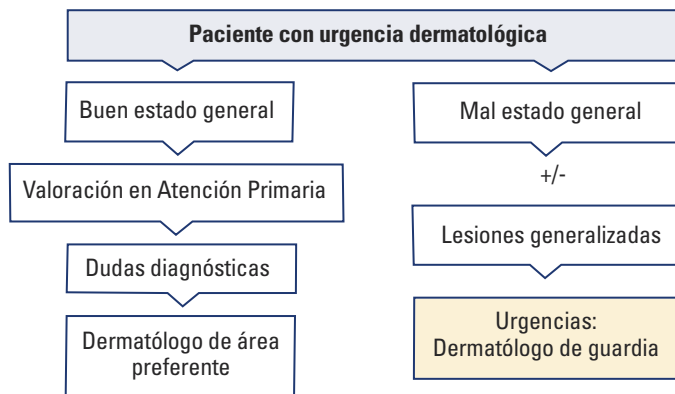 Paciente con urgencia dermatológica
Buen estado general
Valoración en Atención Primaria
Dudas diagnósticas
Dermatólogo de área
preferente
Mal estado general
+/-
Lesiones generalizadas
Urgencias:
Dermatólogo de guardia